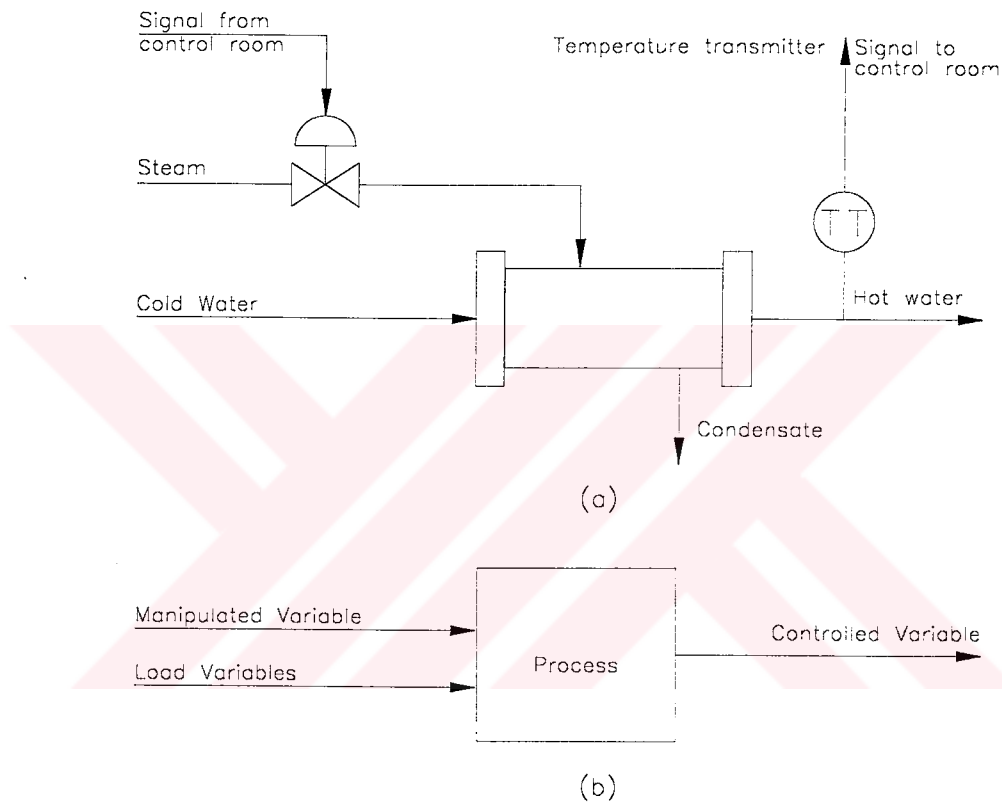 Signal from
control room
Temperature transmitter
Signal to
control room
Steam
TT
Cold Water
Hot water
Condensate
(a)
Manipulated Variable
Controlled Variable
Process
Load Variables
(b)